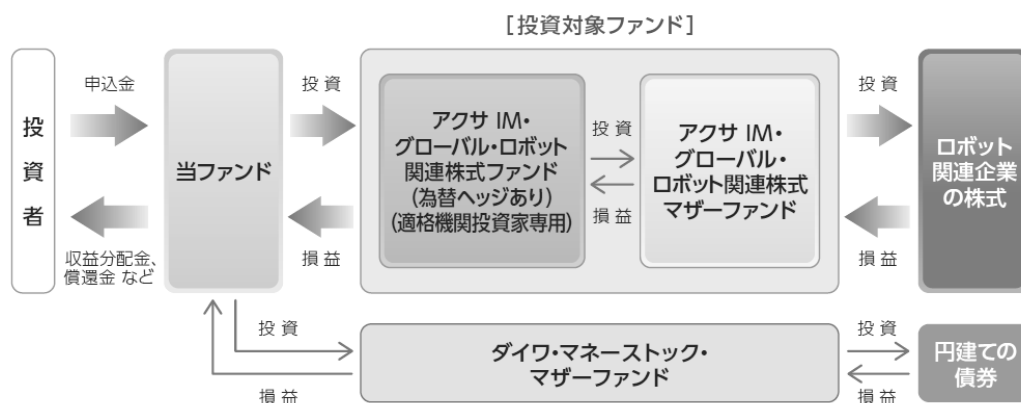 [投資対象ファンド]
投資者
申込金
収益分配金、
償還金 など
当ファンド
投 資
損 益
アクサ IM・
グローバル・ロボット
関連株式ファンド
(為替ヘッジあり)
(適格機関投資家専用)
投 資
損 益
アクサ IM・
グローバル・
ロボット関連株式
マザーファンド
投 資
損 益
ロボット
関連企業
の株式
投 資
損 益
ダイワ・マネーストック・
マザーファンド
投 資
損 益
円建ての
債券